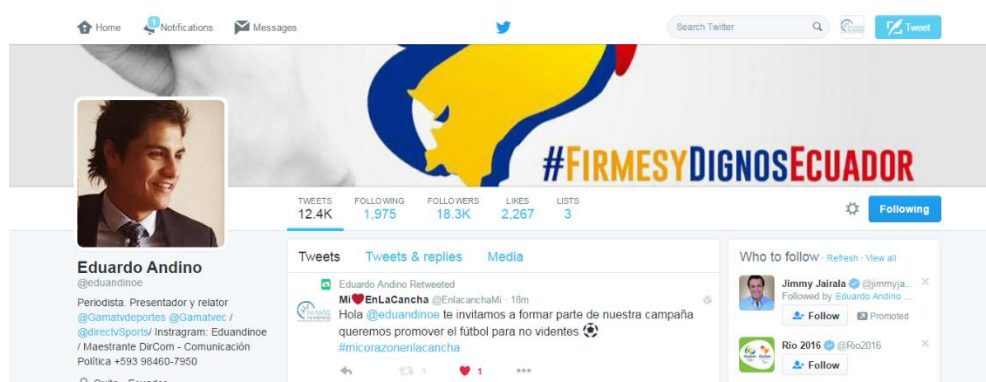 Home
Notifications
1
Messages
Search Twitter
Tweet
#FIRMESYDIGNOSECUADOR
TWEETS
12.4K
FOLLOWING
1,975
FOLLOWERS
18.3K
LIKES
2,267
LISTS
3
Following
Eduardo Andino
@eduandinoe
Periodista. Presentador y relator
@Gamatvdeportes @Gamatvec /
@directvSports/ Instragram: Eduandinoe
/ Maestrante DirCom - Comunicación
Política +593 98460-7950
Quito - Ecuador
Tweets Tweets & replies Media
Eduardo Andino Retweeted
Mi❤EnLaCancha @EnlacanchaMi · 18m
Hola @eduandinoe te invitamos a formar parte de nuestra campaña
queremos promover el fútbol para no videntes ⚽
#micorazonenlacancha
1
1
Who to follow · Refresh · View all
Jimmy Jairala @jimmyja...
Followed by Eduardo Andino ...
Follow
Promoted
Rio 2016 @Rio2016
Follow